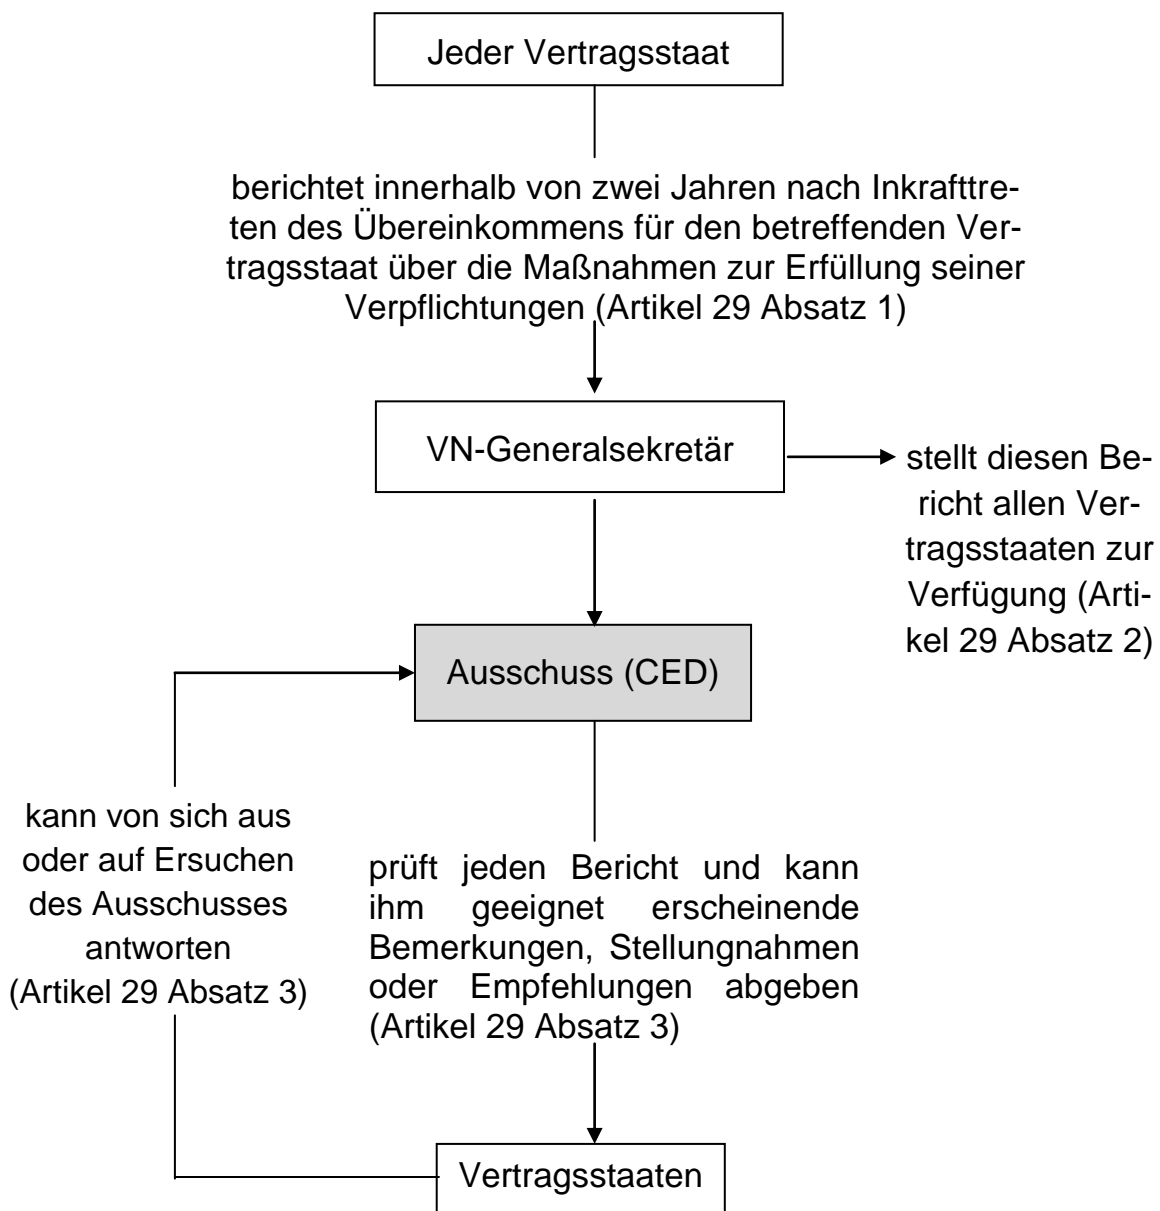 Jeder Vertragsstaat
berichtet innerhalb von zwei Jahren nach Inkrafttre-
ten des Übereinkommens für den betreffenden Ver-
tragsstaat über die Maßnahmen zur Erfüllung seiner
Verpflichtungen (Artikel 29 Absatz 1)
VN-Generalsekretär
stellt diesen Be-
richt allen Ver-
tragsstaaten zur
Verfügung (Arti-
kel 29 Absatz 2)
Ausschuss (CED)
kann von sich aus
oder auf Ersuchen
des Ausschusses
antworten
(Artikel 29 Absatz 3)
prüft jeden Bericht und kann
ihm geeignet erscheinende
Bemerkungen, Stellungnahmen
oder Empfehlungen abgeben
(Artikel 29 Absatz 3)
Vertragsstaaten